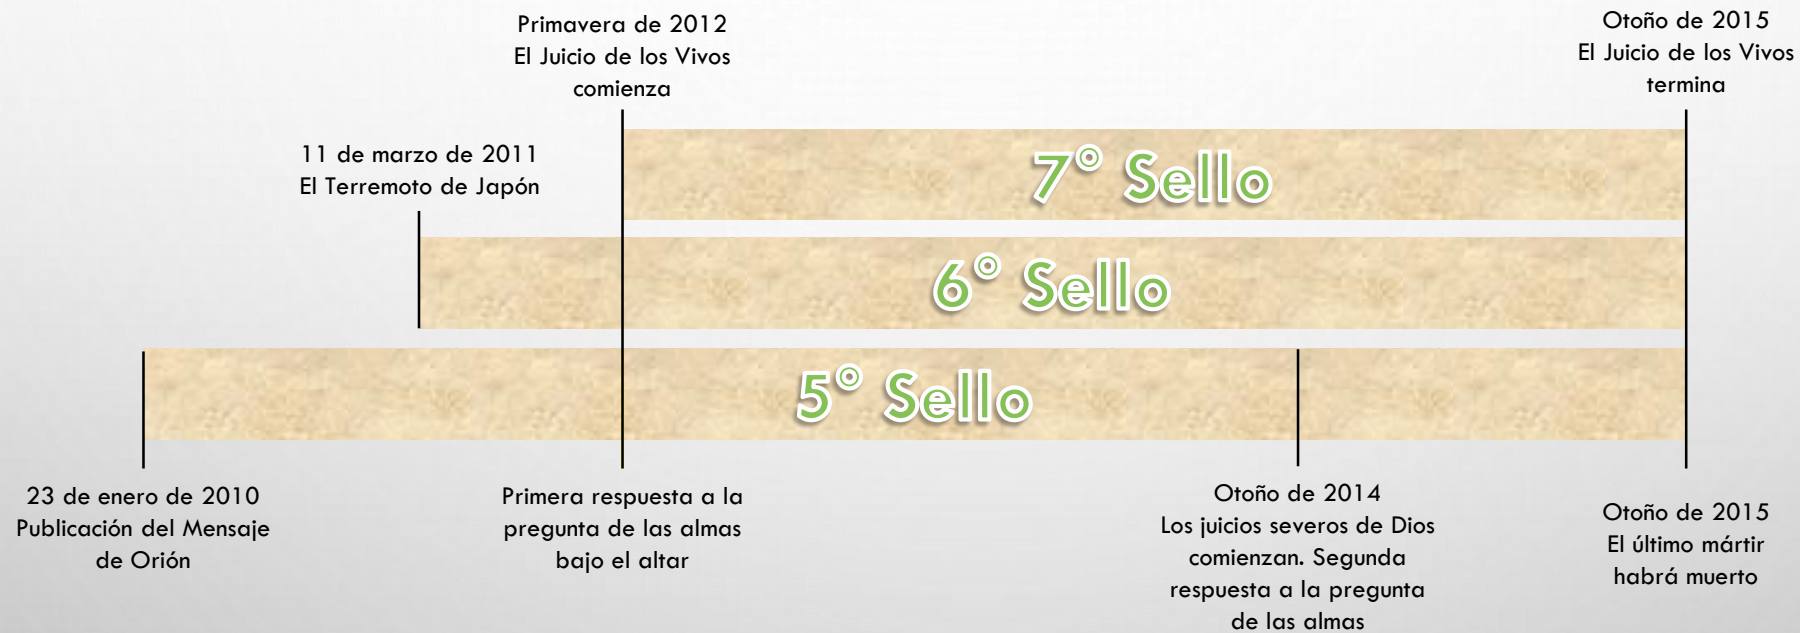 Primavera de 2012
El Juicio de los Vivos
comienza
Otoño de 2015
El Juicio de los Vivos
termina
11 de marzo de 2011
El Terremoto de Japón
7° Sello
6° Sello
5° Sello
23 de enero de 2010
Publicación del Mensaje
de Orión
Primera respuesta a la
pregunta de las almas
bajo el altar
Otoño de 2014
Los juicios severos de Dios
comienzan. Segunda
respuesta a la pregunta
de las almas
Otoño de 2015
El último mártir
habrá muerto